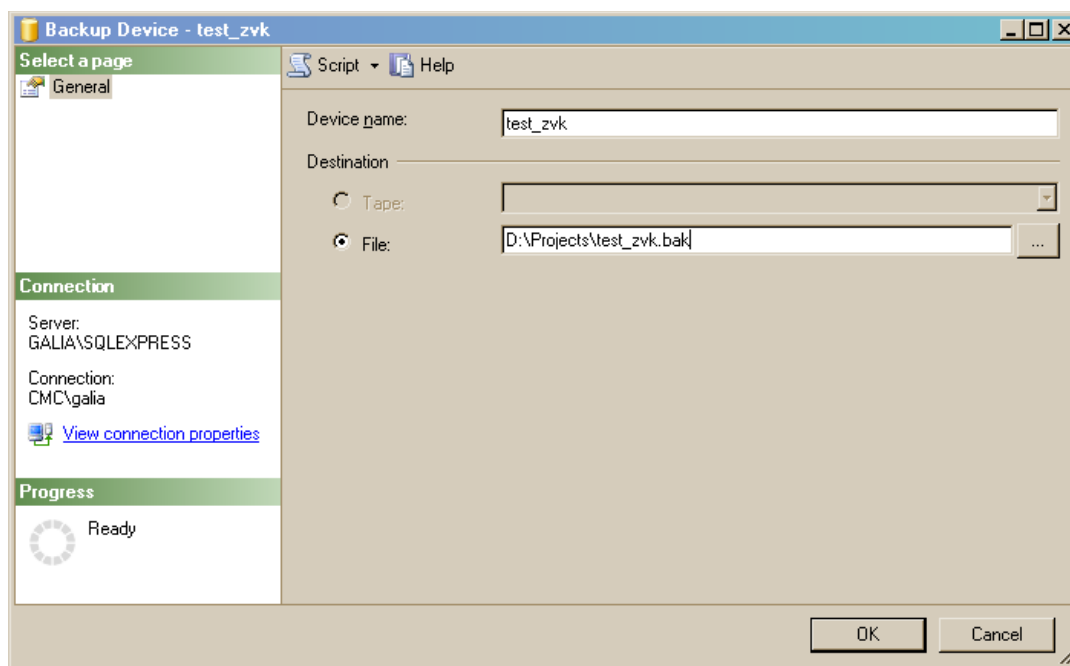 Backup Device - test_zvk
Select a page
General
Script Help
Device name: test_zvk
Destination
Tape:
File: D:\Projects\test_zvk.bak ...
Connection
Server:
GALIA\SQLEXPRESS
Connection:
CMC\galia
View connection properties
Progress
Ready
OK Cancel